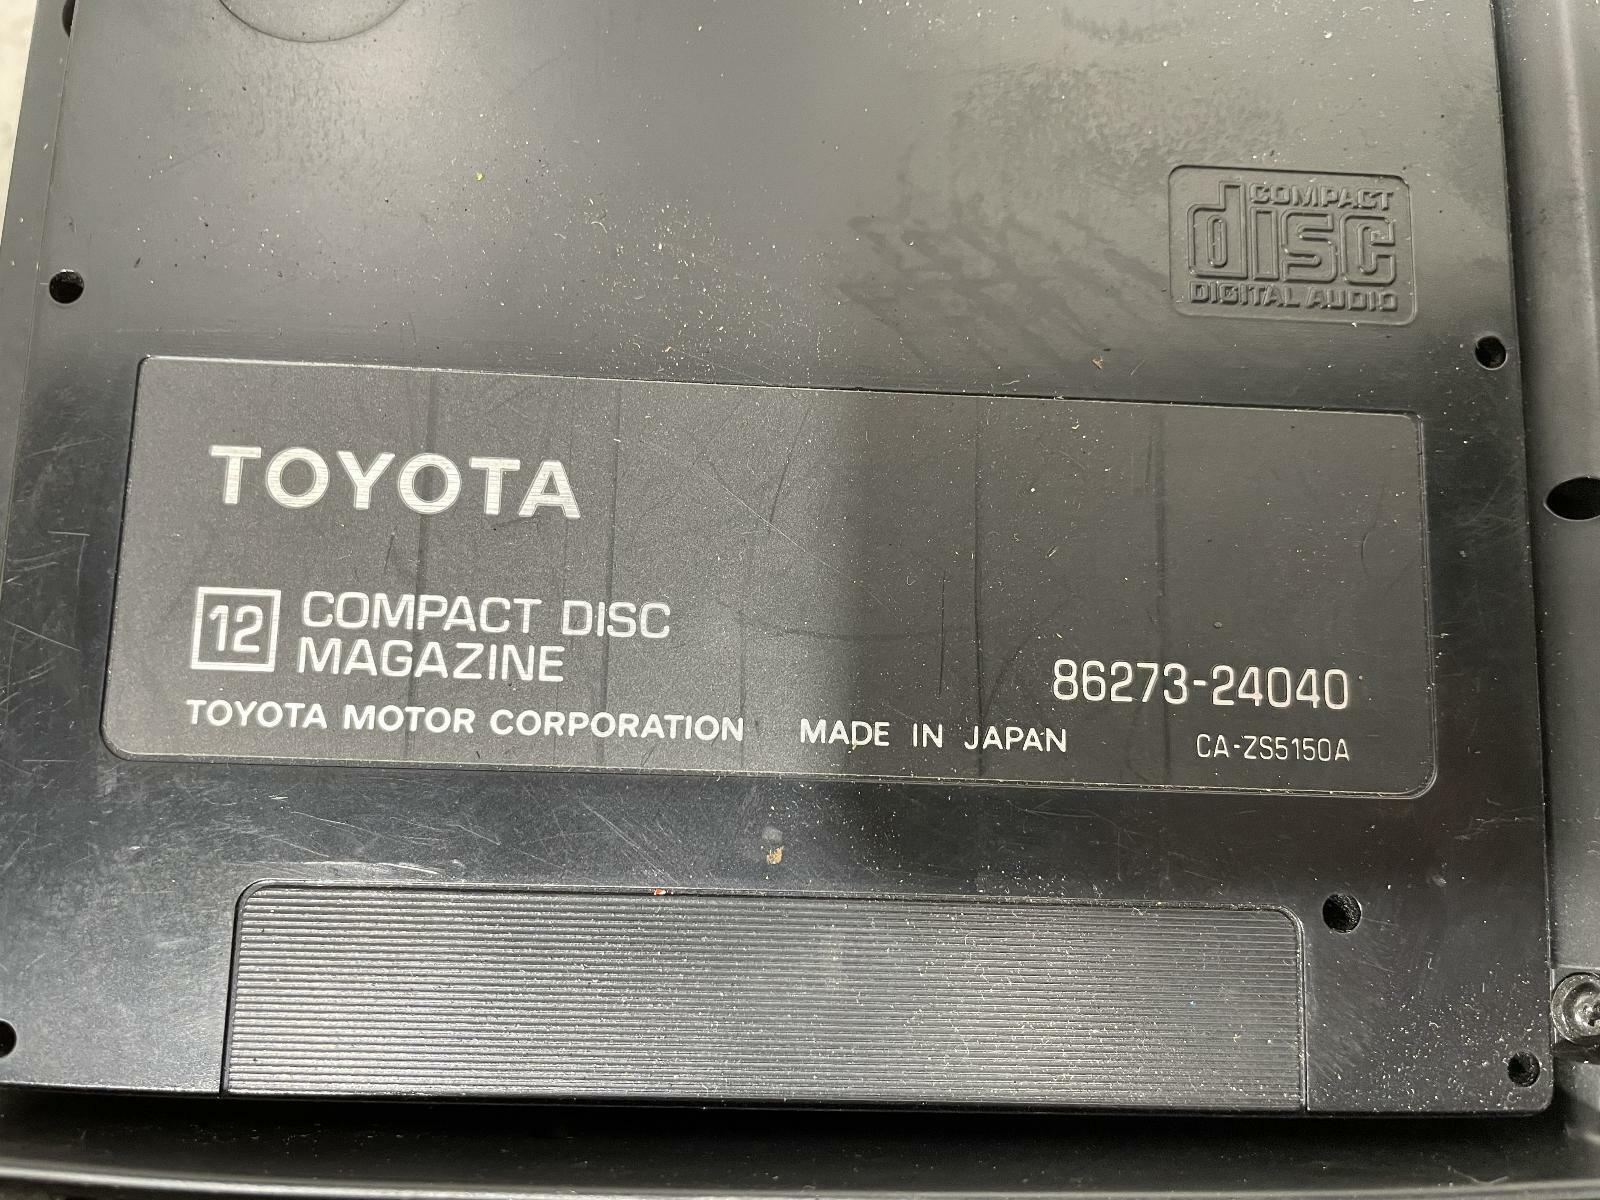 COMPACT
disc
DIGITAL AUDIO
TOYOTA
12 COMPACT DISC
MAGAZINE
86273-24040
TOYOTA MOTOR CORPORATION MADE IN JAPAN CA-ZS5150A